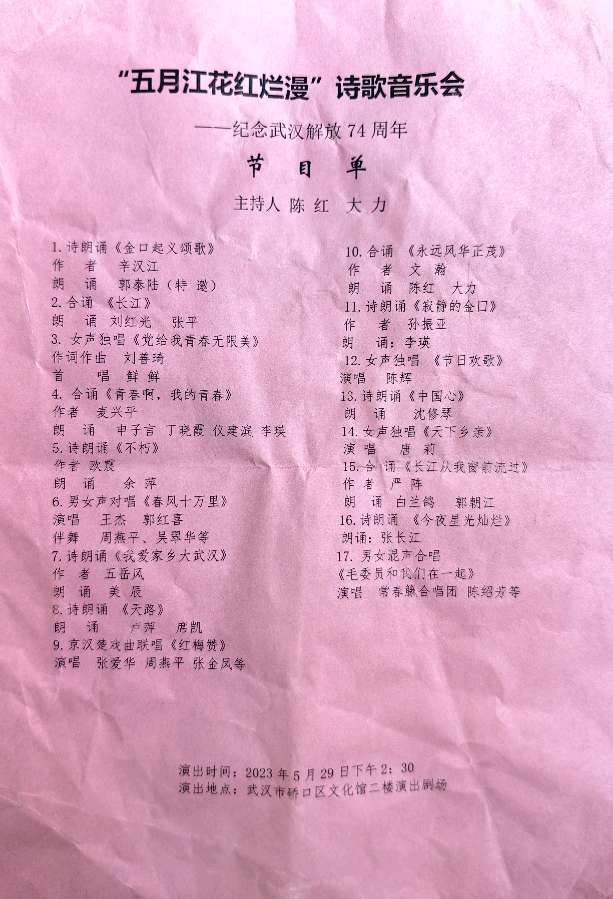 “五月江花红烂漫”诗歌音乐会
——纪念武汉解放 74 周年
节 目 单
主持人 陈 红 大 力
1.诗朗诵《金口起义颂歌》
作 者 辛汉江
朗 诵 郭泰陆（特 邀）
2.合诵 《长江》
朗 诵 刘红光 张平
3. 女声独唱《党给我青春无限美》
作词作曲 刘善琦
首 唱 鲜 鲜
4. 合诵《青春啊，我的青春》
作者 麦兴平
朗 诵 申子言 丁晓霞 仪建滨 李瑛
5.诗朗诵《不朽》
作者 欧震
朗 诵 余 萍
6.男女声对唱《春风十万里》
演唱 王杰 郭红喜
伴舞 周燕平、吴翠华等
7.诗朗诵《我爱家乡大武汉》
作 者 五岳风
朗 诵 美 辰
8.诗朗诵 《天路》
朗 诵 卢萍 席凯
9.京汉楚戏曲联唱《红梅赞》
演唱 张爱华 周燕平 张金凤等
10.合诵 《永远风华正茂》
作 者 文 瀚
朗 诵 陈红 大力
11.诗朗诵《寂静的金口》
作 者 孙振亚
朗 诵：李瑛
12.女声独唱 《节日欢歌》
演唱 陈辉
13.诗朗诵《中国心》
朗 诵 沈修琴
14.女声独唱《天下乡亲》
演 唱 唐 莉
15.合 诵 《长江从我窗前流过》
作 者 严 阵
朗 诵 白兰鸽 郭朝江
16.诗朗诵 《今夜星光灿烂》
朗诵：张长江
17. 男女混声合唱
《毛委员和我们在一起》
演唱 常春藤合唱团 陈绍芳等
演出时间：2023 年 5 月 29 日下午 2：30
演出地点：武汉市硚口区文化馆二楼演出剧场